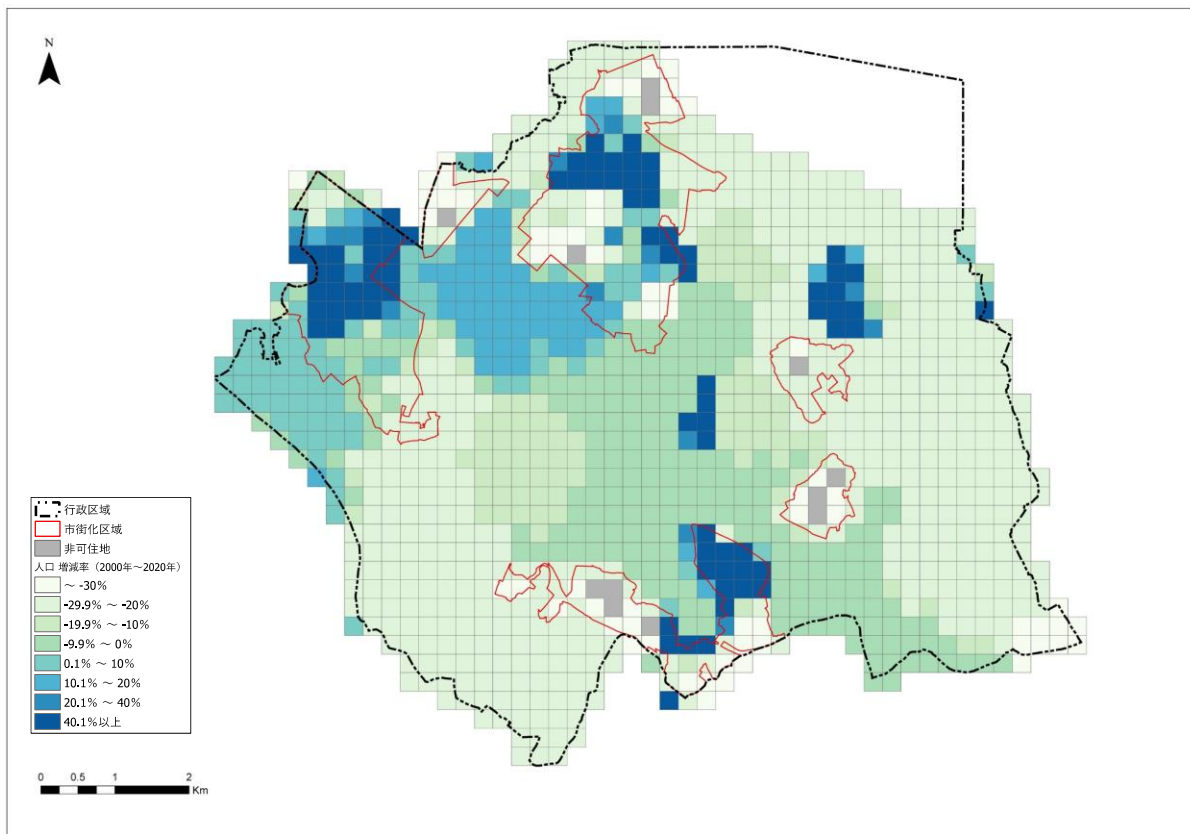 N
行政区域
市街化区域
非可住地
人口 増減率（2000年～2020年）
～ -30%
-29.9% ～ -20%
-19.9% ～ -10%
-9.9% ～ 0%
0.1% ～ 10%
10.1% ～ 20%
20.1% ～ 40%
40.1%以上
0 0.5 1 2
Km